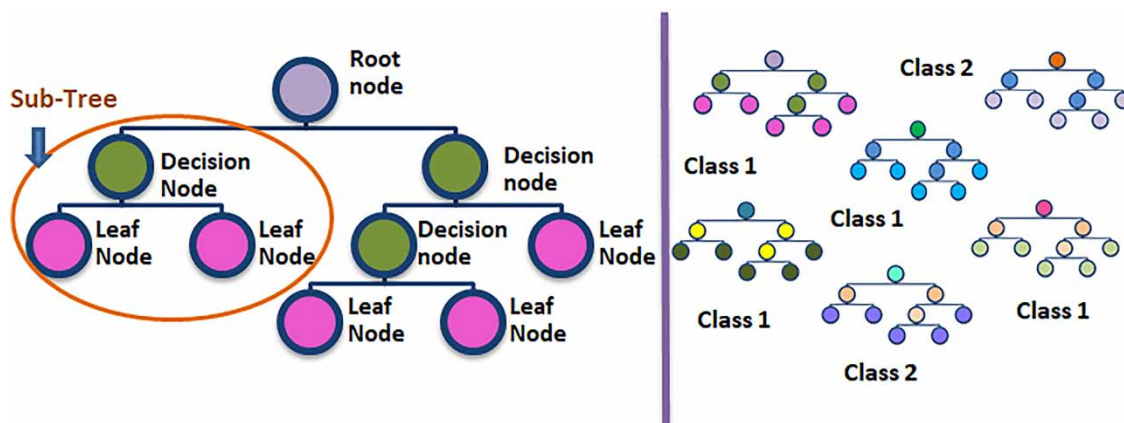 Root
node
Sub-Tree
Decision
Node
Decision
node
Leaf
Node
Leaf
Node
Decision
node
Leaf
Node
Leaf
Node
Leaf
Node
Class 2
Class 1
Class 1
Class 1
Class 1
Class 2